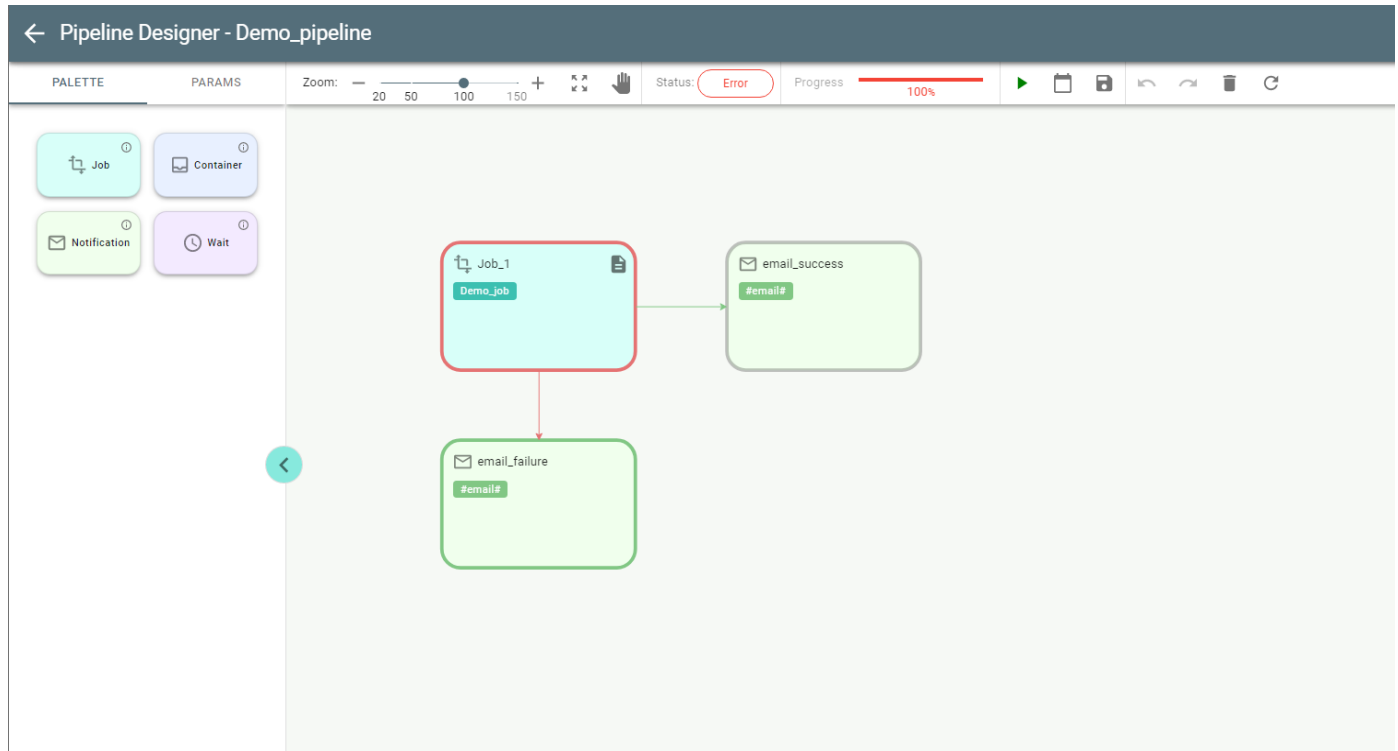 Pipeline Designer - Demo_pipeline
PALETTE
PARAMS
Zoom:
20 50 100 150
Status: Error
Progress
100%
Job
Container
Notification
Wait
Job_1
Demo_job
email_success
#email#
email_failure
#email#